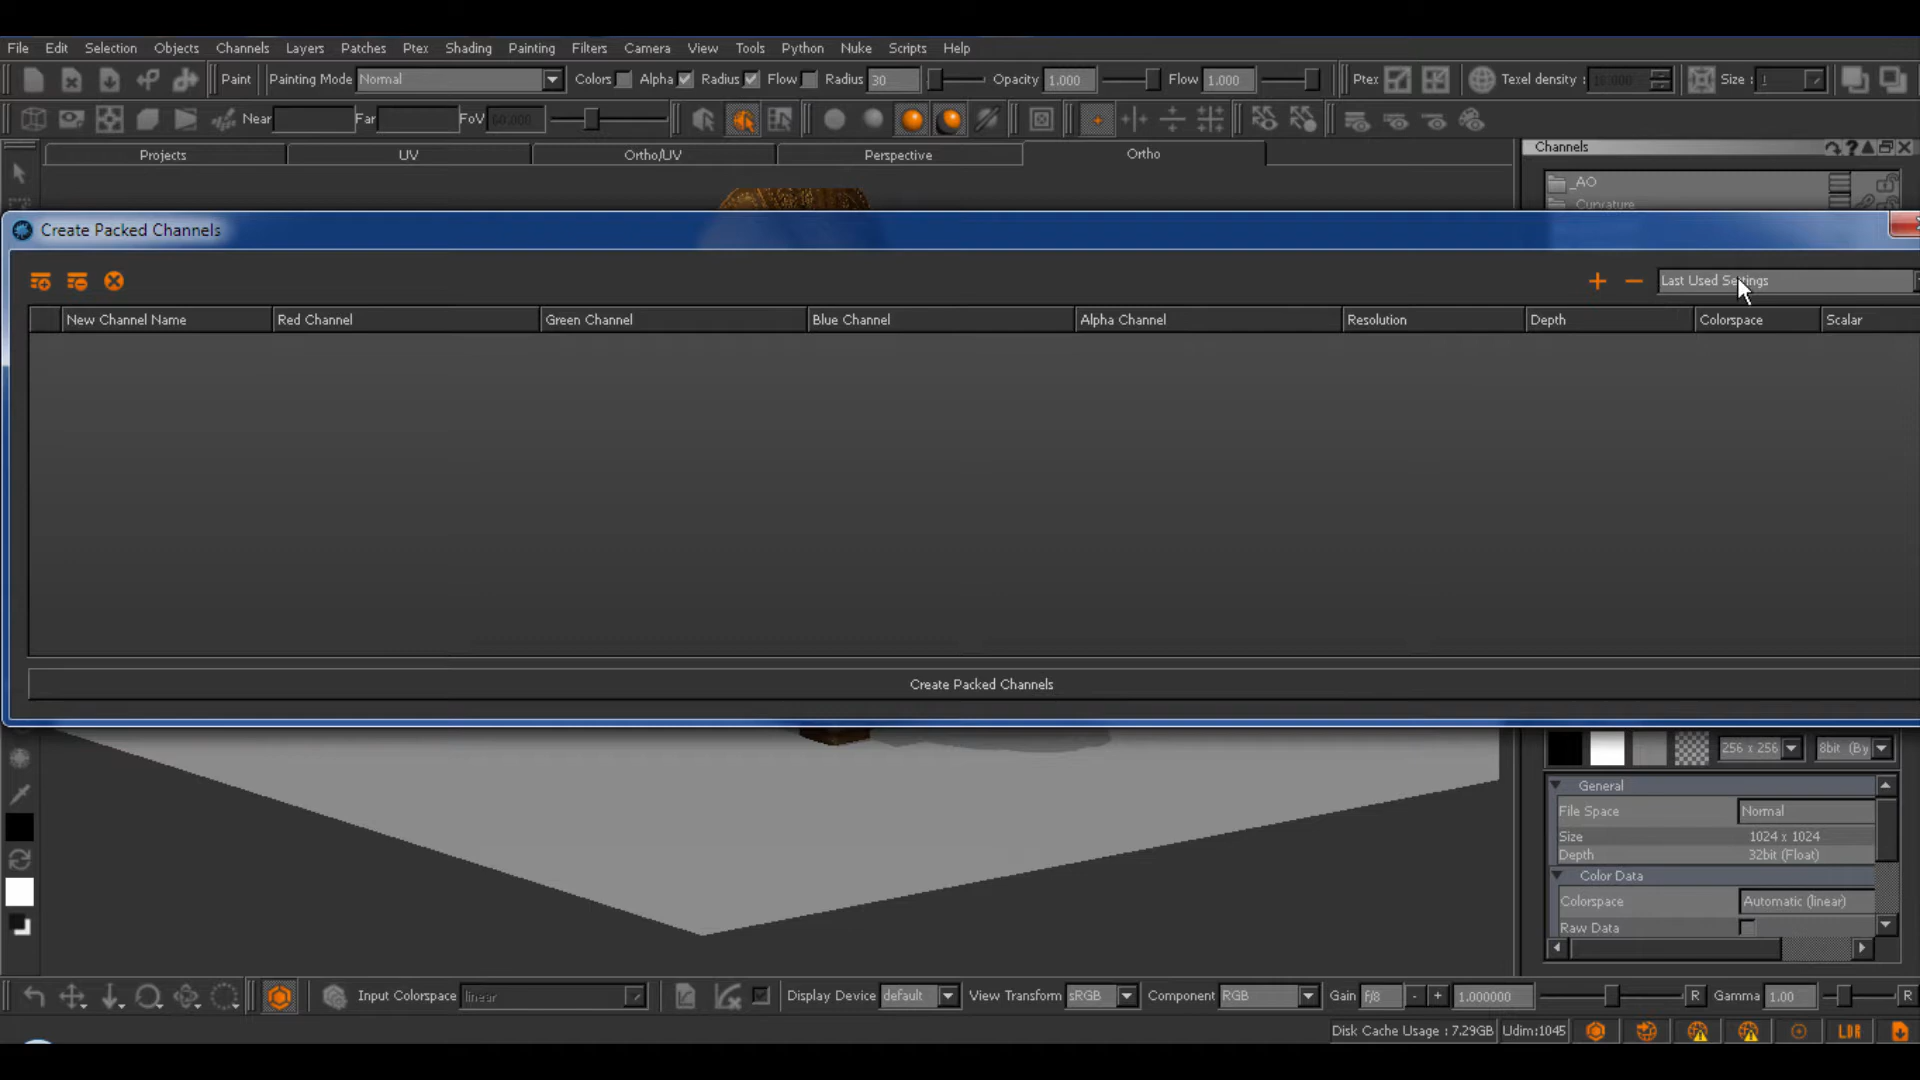 File Edit Selection Objects Channels Layers Patches Ptex Shading Painting Filters Camera View Tools Python Nuke Scripts Help
Paint Painting Mode Normal Colors Alpha Radius Flow Radius 30 Opacity 1.000 Flow 1.000 Ptex Texel density : Size : 1
Near Far FoV 60.000
Projects UV Ortho/UV Perspective Ortho Channels
_AO
Curvature
Create Packed Channels
Last Used Settings
New Channel Name Red Channel Green Channel Blue Channel Alpha Channel Resolution Depth Colorspace Scalar
Create Packed Channels
256 x 256 8bit (By
General
File Space Normal
Size 1024 x 1024
Depth 32bit (Float)
Color Data
Colorspace Automatic (linear)
Raw Data
Input Colorspace linear Display Device default View Transform sRGB Component RGB Gain f/8 - + 1.000000 R Gamma 1.00 R
Disk Cache Usage : 7.29GB Udim:1045 LDR